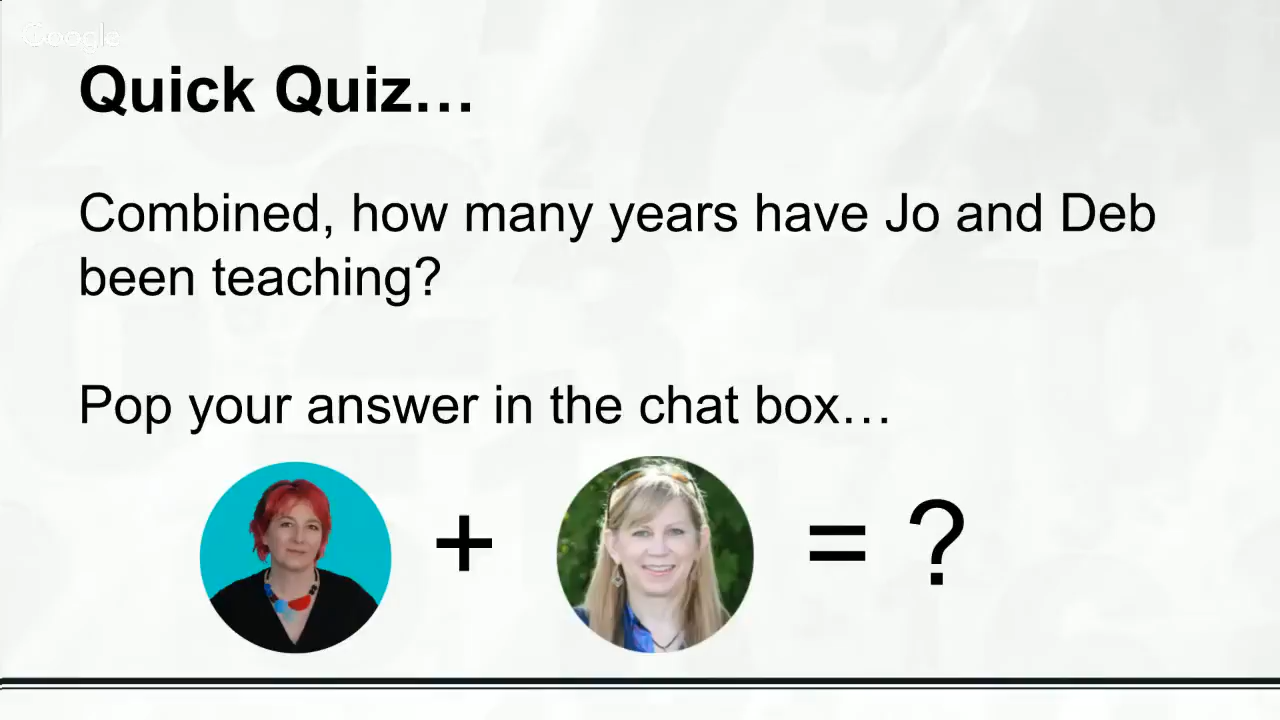 Google
Quick Quiz…
Combined, how many years have Jo and Deb
been teaching?
Pop your answer in the chat box…
+ = ?